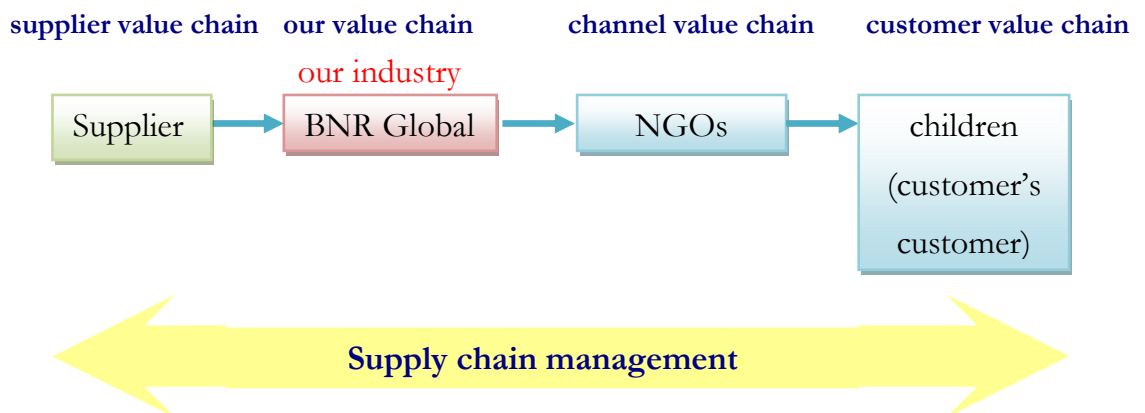 supplier value chain our value chain channel value chain customer value chain
our industry
Supplier BNR Global NGOs children
(customer’s
customer)
Supply chain management